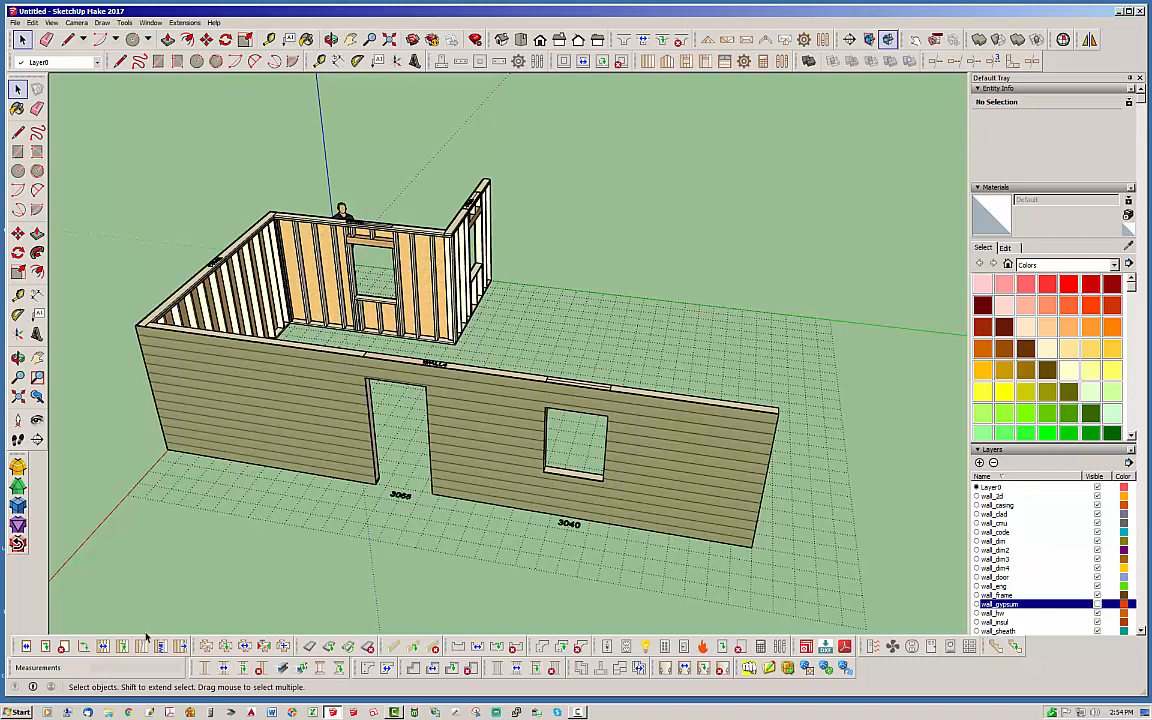 Untitled - SketchUp Make 2017
File Edit View Camera Draw Tools Window Extensions Help
Layer0
Default Tray
Entity Info
No Selection
Materials
Default
Select Edit
Colors
Layers
Name Visible Color
Layer0
wall_2d
wall_casing
wall_clad
wall_cmu
wall_code
wall_dim
wall_dim2
wall_dim3
wall_dim4
wall_door
wall_eng
wall_frame
wall_gypsum
wall_hw
wall_insul
wall_sheath
3068
3040
Measurements
Select objects. Shift to extend select. Drag mouse to select multiple.
Start
2:54 PM